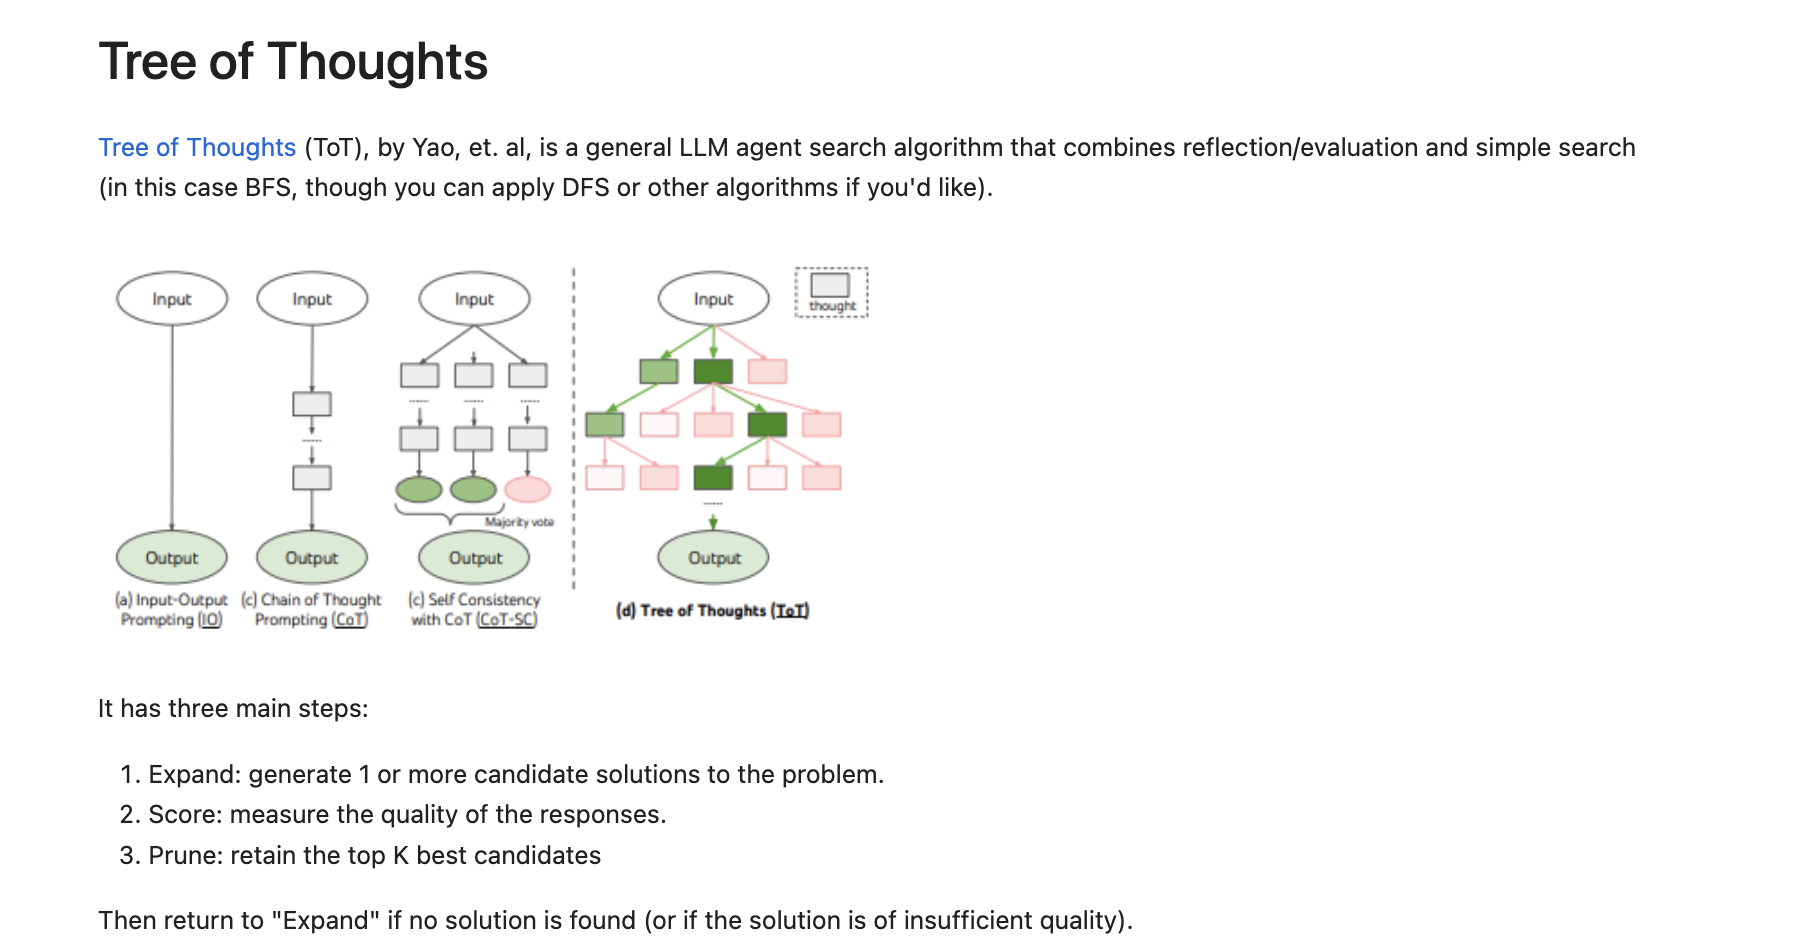 Tree of Thoughts
Tree of Thoughts (ToT), by Yao, et. al, is a general LLM agent search algorithm that combines reflection/evaluation and simple search
(in this case BFS, though you can apply DFS or other algorithms if you'd like).
Input
Input
Input
Input
thought
Majority vote
Output
Output
Output
Output
(a) Input-Output
Prompting (IO)
(c) Chain of Thought
Prompting (CoT)
(c) Self Consistency
with CoT (CoT-SC)
(d) Tree of Thoughts (ToT)
It has three main steps:
1. Expand: generate 1 or more candidate solutions to the problem.
2. Score: measure the quality of the responses.
3. Prune: retain the top K best candidates
Then return to "Expand" if no solution is found (or if the solution is of insufficient quality).